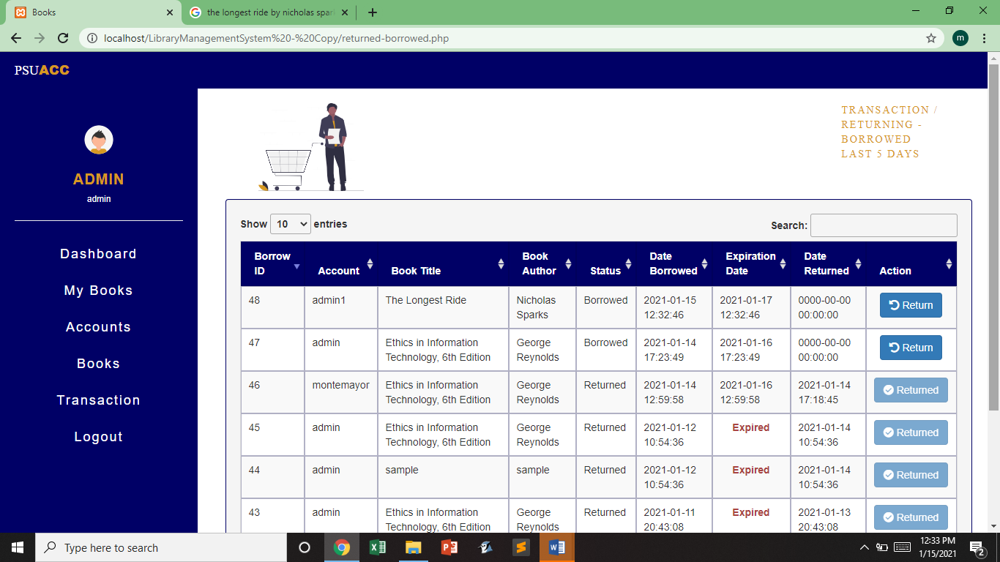 Books
the longest ride by nicholas spar
localhost/LibraryManagementSystem%20-%20Copy/returned-borrowed.php
m
PSUACC
ADMIN
admin
Dashboard
My Books
Accounts
Books
Transaction
Logout
TRANSACTION /
RETURNING -
BORROWED
LAST 5 DAYS
Show 10 entries
Search:
Borrow ID Account Book Title Book Author Status Date Borrowed Expiration Date Date Returned Action
48 admin1 The Longest Ride Nicholas Sparks Borrowed 2021-01-15 12:32:46 2021-01-17 12:32:46 0000-00-00 00:00:00 Return
47 admin Ethics in Information Technology, 6th Edition George Reynolds Borrowed 2021-01-14 17:23:49 2021-01-16 17:23:49 0000-00-00 00:00:00 Return
46 montemayor Ethics in Information Technology, 6th Edition George Reynolds Returned 2021-01-14 12:59:58 2021-01-16 12:59:58 2021-01-14 17:18:45 Returned
45 admin Ethics in Information Technology, 6th Edition George Reynolds Returned 2021-01-12 10:54:36 Expired 2021-01-14 10:54:36 Returned
44 admin sample sample Returned 2021-01-12 10:54:36 Expired 2021-01-14 10:54:36 Returned
43 admin Ethics in Information Technology, 6th Edition George Reynolds Returned 2021-01-11 20:43:08 Expired 2021-01-13 20:43:08 Returned
Type here to search
12:33 PM
1/15/2021
2